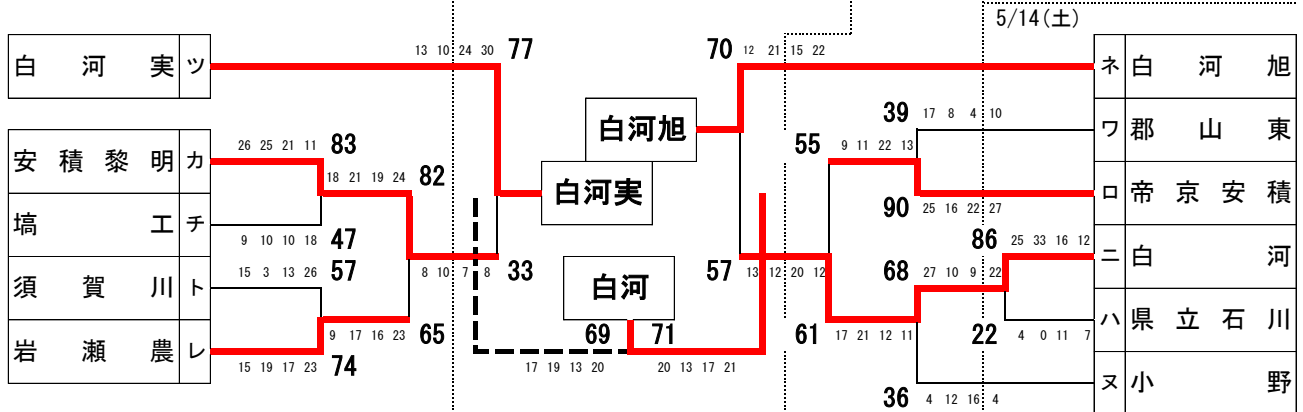 5/14(土)
13 10 24 30 77
70 12 21 15 22
白河実 ツ
ネ 白河旭
白河旭
39 17 8 4 10
ワ 郡山東
安積黎明 カ
26 25 21 11 83
55 9 11 22 13
18 21 19 24 82
白河実
ロ 帝京安積
90 25 16 22 27
塙工 チ
9 10 10 18 47
86 25 33 16 12
ニ 白河
15 3 13 26 57
8 10 7 8 33
57 13 12 20 12
68 27 10 9 22
須賀川 ト
白河
ハ 県立石川
9 17 16 23 65
69 71
61 17 21 12 11
22 4 0 11 7
岩瀬農 レ
15 19 17 23 74
17 19 13 20
20 13 17 21
ヌ 小野
36 4 12 16 4